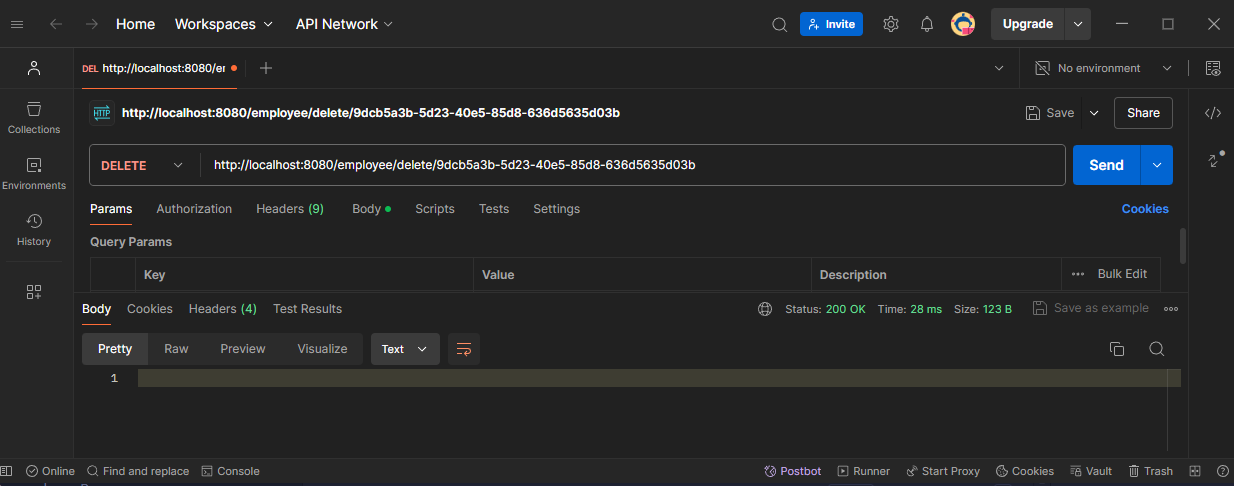 Home Workspaces API Network Invite Upgrade
DEL http://localhost:8080/er No environment
HTTP http://localhost:8080/employee/delete/9dcb5a3b-5d23-40e5-85d8-636d5635d03b Save Share
Collections
DELETE http://localhost:8080/employee/delete/9dcb5a3b-5d23-40e5-85d8-636d5635d03b Send
Environments
Params Authorization Headers (9) Body Scripts Tests Settings Cookies
History
Query Params
Key Value Description Bulk Edit
Body Cookies Headers (4) Test Results Status: 200 OK Time: 28 ms Size: 123 B Save as example
Pretty Raw Preview Visualize Text
1
Online Find and replace Console Postbot Runner Start Proxy Cookies Vault Trash